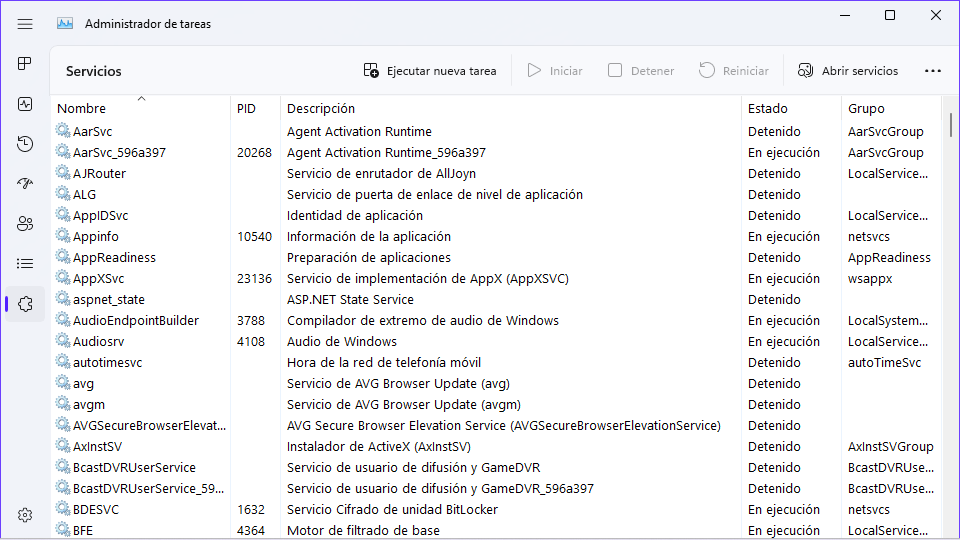 Administrador de tareas
Servicios Ejecutar nueva tarea Iniciar Detener Reiniciar Abrir servicios
Nombre PID Descripción Estado Grupo
AarSvc Agent Activation Runtime Detenido AarSvcGroup
AarSvc_596a397 20268 Agent Activation Runtime_596a397 En ejecución AarSvcGroup
AJRouter Servicio de enrutador de AllJoyn Detenido LocalService...
ALG Servicio de puerta de enlace de nivel de aplicación Detenido
AppIDSvc Identidad de aplicación Detenido LocalService...
Appinfo 10540 Información de la aplicación En ejecución netsvcs
AppReadiness Preparación de aplicaciones Detenido AppReadiness
AppXSvc 23136 Servicio de implementación de AppX (AppXSVC) En ejecución wsappx
aspnet_state ASP.NET State Service Detenido
AudioEndpointBuilder 3788 Compilador de extremo de audio de Windows En ejecución LocalSystem...
Audiosrv 4108 Audio de Windows En ejecución LocalService...
autotimesvc Hora de la red de telefonía móvil Detenido autoTimeSvc
avg Servicio de AVG Browser Update (avg) Detenido
avgm Servicio de AVG Browser Update (avgm) Detenido
AVGSecureBrowserElevat... AVG Secure Browser Elevation Service (AVGSecureBrowserElevationService) Detenido
AxInstSV Instalador de ActiveX (AxInstSV) Detenido AxInstSVGroup
BcastDVRUserService Servicio de usuario de difusión y GameDVR Detenido BcastDVRUse...
BcastDVRUserService_59... Servicio de usuario de difusión y GameDVR_596a397 Detenido BcastDVRUse...
BDESVC 1632 Servicio Cifrado de unidad BitLocker En ejecución netsvcs
BFE 4364 Motor de filtrado de base En ejecución LocalService...